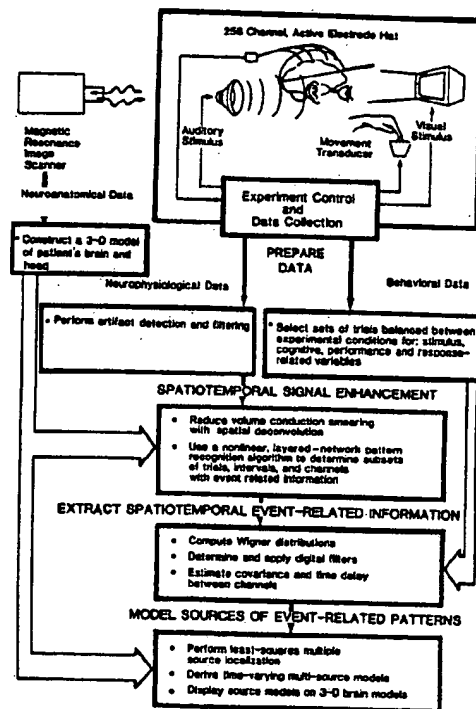 256 Channel, Active Electrode Hat
Auditory
Stimulus
Movement
Transducer
Visual
Stimulus
Magnetic
Resonance
Image
Scanner
Neuroanatomical Data
Experiment Control
and
Data Collection
• Construct a 3-D model
of patient's brain and
head
PREPARE
DATA
Neurophysiological Data
Behavioral Data
• Perform artifact detection and filtering
• Select sets of trials balanced between
experimental conditions for: stimulus,
cognitive, performance and response-
related variables
SPATIOTEMPORAL SIGNAL ENHANCEMENT
• Reduce volume conduction smearing
with spatial deconvolution
• Use a nonlinear, layered-network pattern
recognition algorithm to determine subsets
of trials, intervals, and channels
with event related information
EXTRACT SPATIOTEMPORAL EVENT-RELATED INFORMATION
• Compute Wigner distributions
• Determine and apply digital filters
• Estimate covariance and time delay
between channels
MODEL SOURCES OF EVENT-RELATED PATTERNS
• Perform least-squares multiple
source localization
• Derive time-varying multi-source models
• Display source models on 3-D brain models